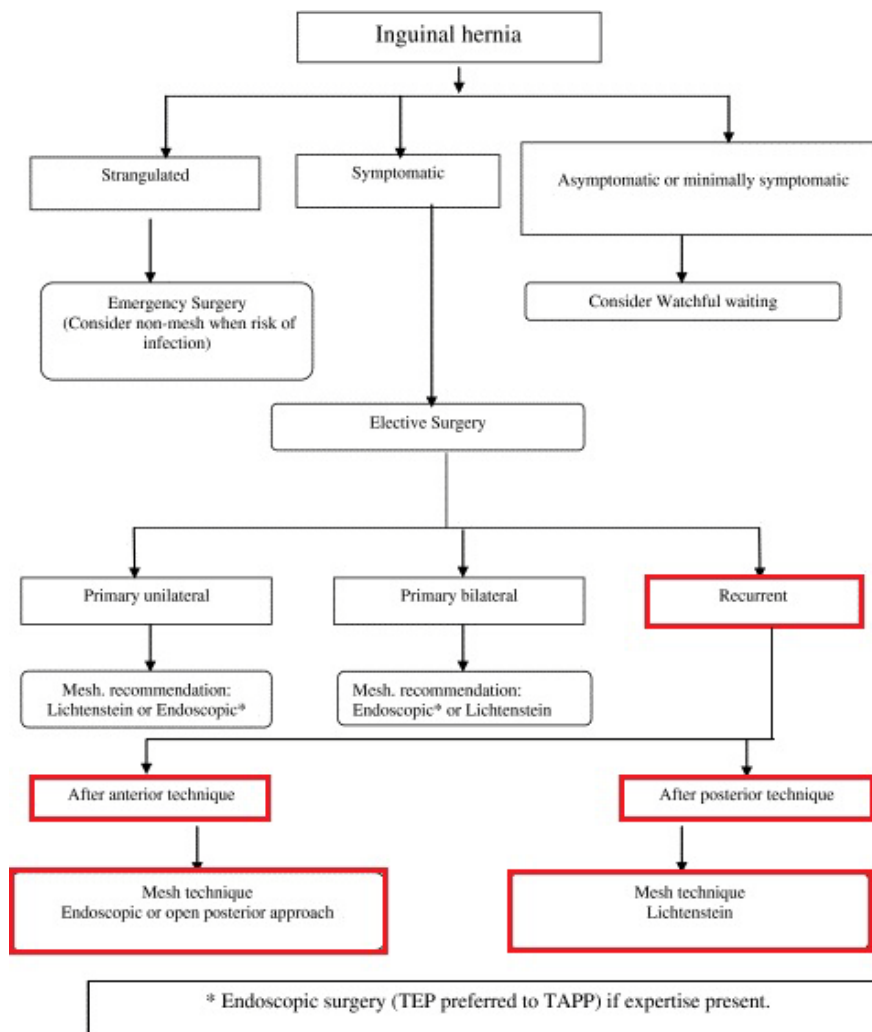 Inguinal hernia
Strangulated
Symptomatic
Asymptomatic or minimally symptomatic
Emergency Surgery
(Consider non-mesh when risk of
infection)
Consider Watchful waiting
Elective Surgery
Primary unilateral
Primary bilateral
Recurrent
Mesh. recommendation:
Lichtenstein or Endoscopic*
Mesh. recommendation:
Endoscopic* or Lichtenstein
After anterior technique
After posterior technique
Mesh technique
Endoscopic or open posterior approach
Mesh technique
Lichtenstein
* Endoscopic surgery (TEP preferred to TAPP) if expertise present.